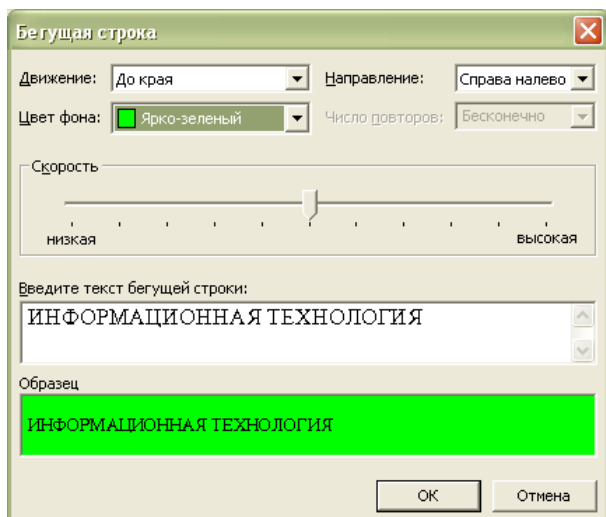 Бегущая строка
Движение: До края Направление: Справа налево
Цвет фона: Ярко-зеленый Число повторов: Бесконечно
Скорость
низкая высокая
Введите текст бегущей строки:
ИНФОРМАЦИОННАЯ ТЕХНОЛОГИЯ
Образец
ИНФОРМАЦИОННАЯ ТЕХНОЛОГИЯ
ОК Отмена